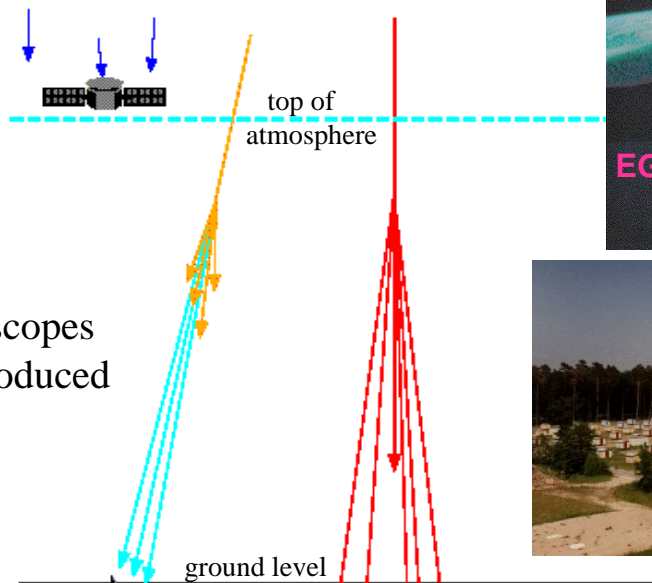 top of
atmosphere
EG
scopes
oduced
ground level